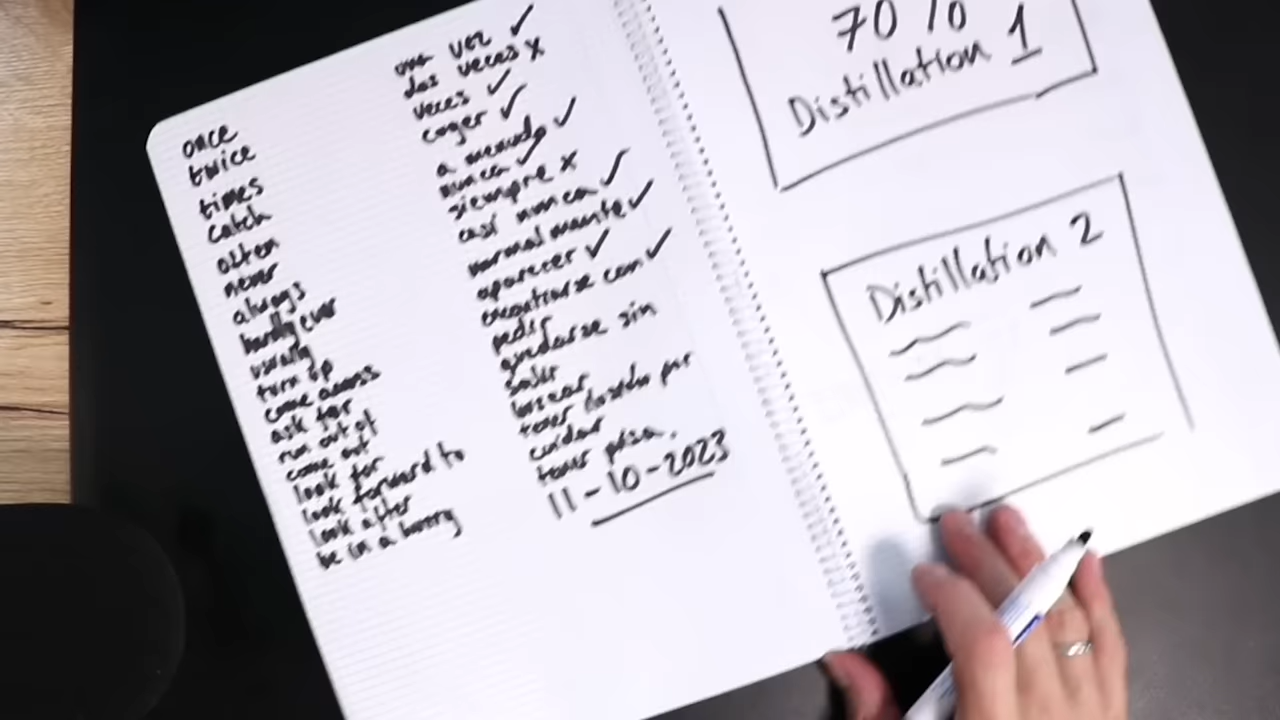 once
twice
times
catch
often
never
always
hardly ever
usually
turn up
come across
ask for
run out of
come out
look for
look forward to
look after
be in a hurry
una vez ✓
dos veces x
veces ✓
coger ✓
a menudo ✓
nunca ✓
siempre x
casi nunca ✓
normalmante ✓
aparecer ✓
encontrarse con ✓
pedir
quedarse sin
salir
buscar
tener por
cuidar
tener prisa.
11-10-2023
70 %
Distillation 1
Distillation 2